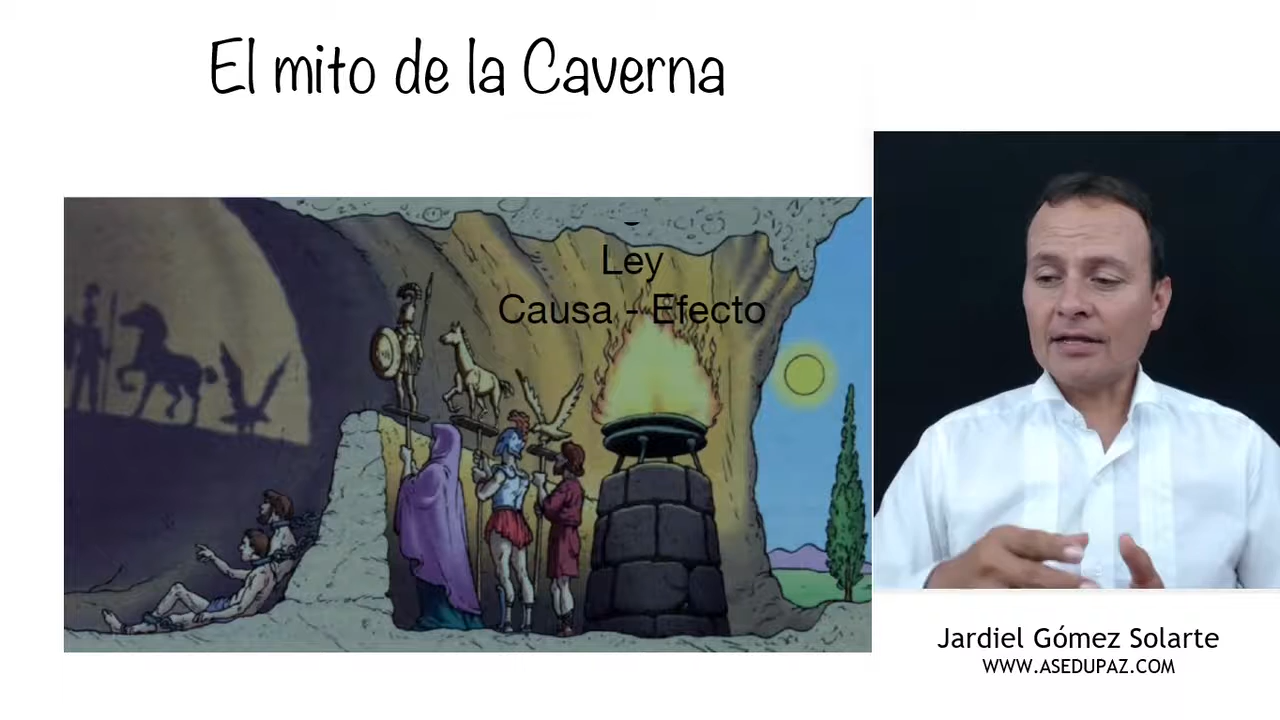 El mito de la Caverna
Ley
Causa - Efecto
Jardiel Gómez Solarte
WWW.ASEDUPAZ.COM